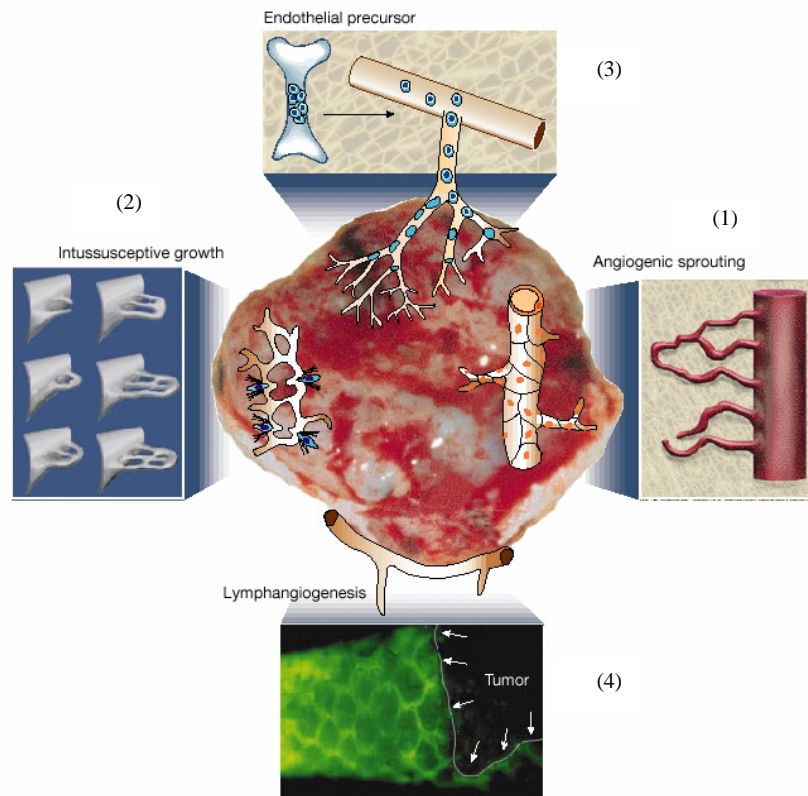 Endothelial precursor
(3)
(2)
(1)
Intussusceptive growth
Angiogenic sprouting
Lymphangiogenesis
Tumor
(4)